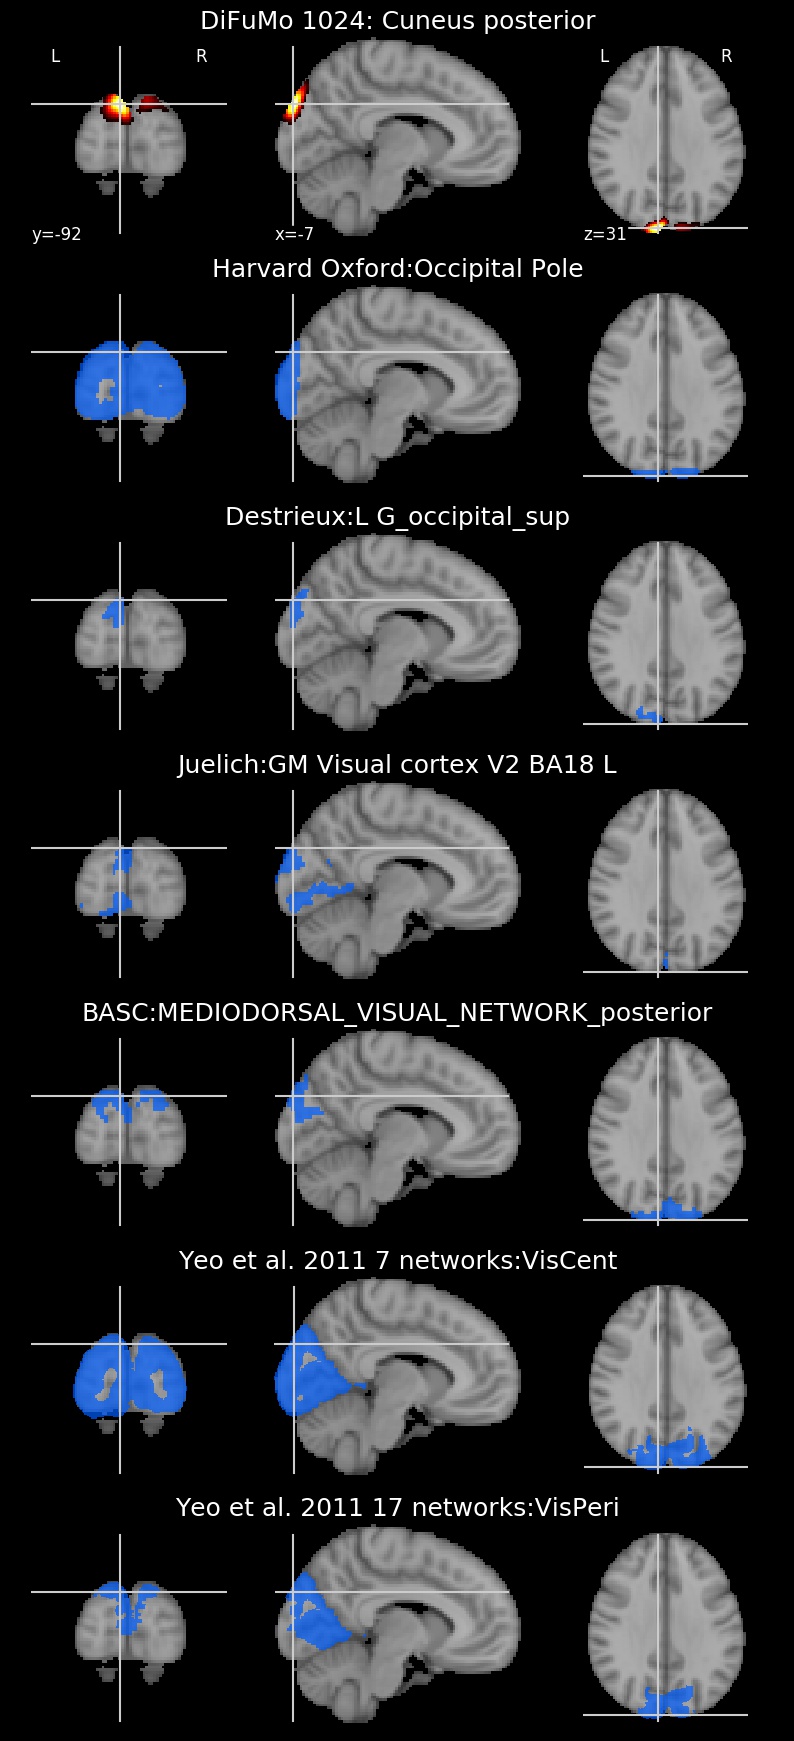 DiFuMo 1024: Cuneus posterior
L R L R
y=-92 x=-7 z=31
Harvard Oxford:Occipital Pole
Destrieux:L G_occipital_sup
Juelich:GM Visual cortex V2 BA18 L
BASC:MEDIODORSAL_VISUAL_NETWORK_posterior
Yeo et al. 2011 7 networks:VisCent
Yeo et al. 2011 17 networks:VisPeri